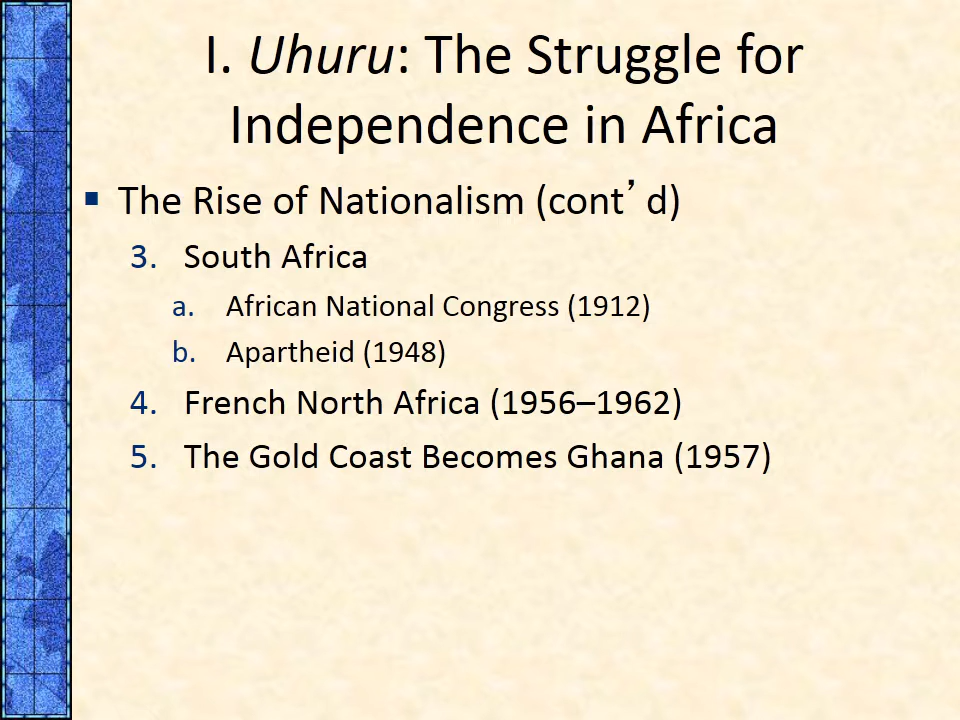 I. Uhuru: The Struggle for
Independence in Africa
▪ The Rise of Nationalism (cont’d)
3. South Africa
a. African National Congress (1912)
b. Apartheid (1948)
4. French North Africa (1956–1962)
5. The Gold Coast Becomes Ghana (1957)